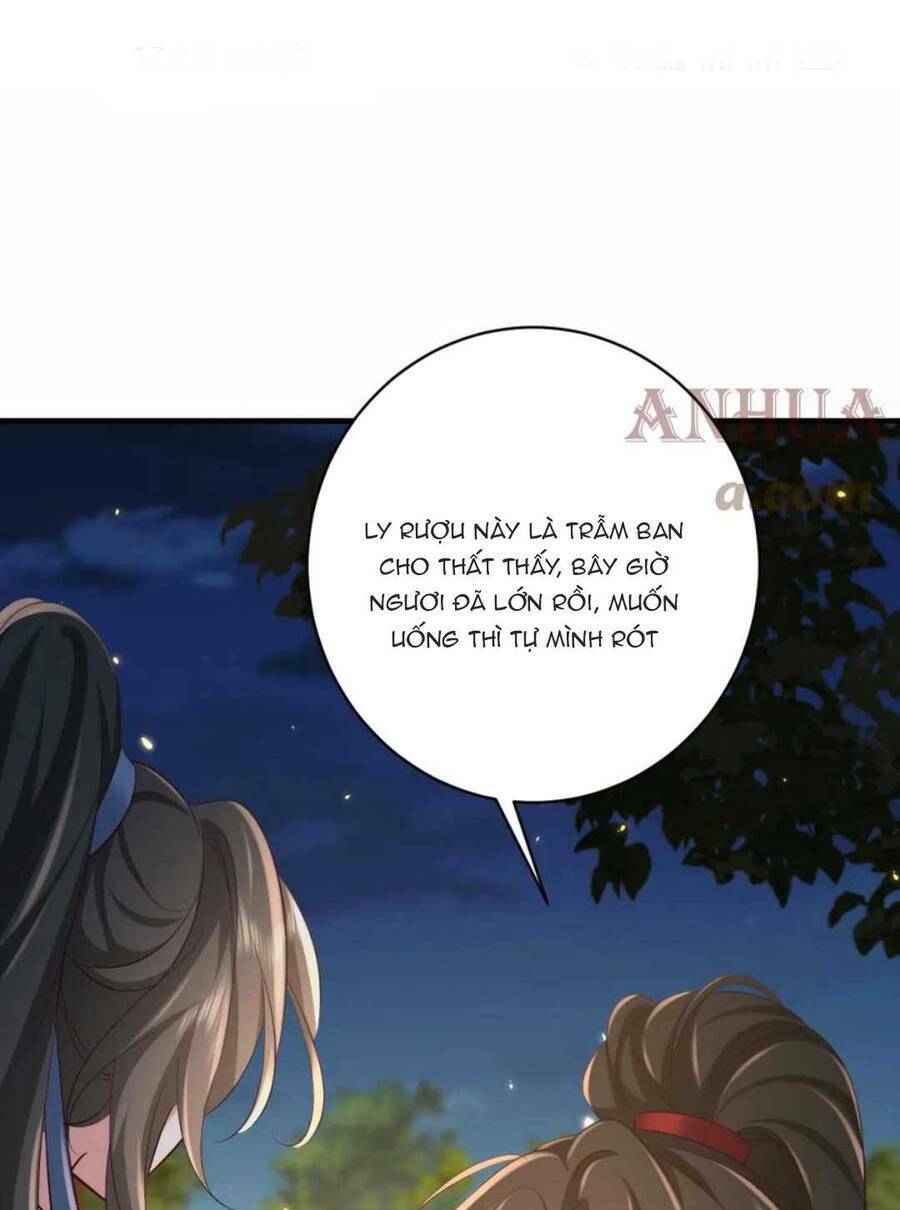 ANHUA
a.com
LY RƯỢU NÀY LÀ TRẪM BAN
CHO THẤT THẤY, BÂY GIỜ
NGƯƠI ĐÃ LỚN RỒI, MUỐN
UỐNG THÌ TỰ MÌNH RÓT